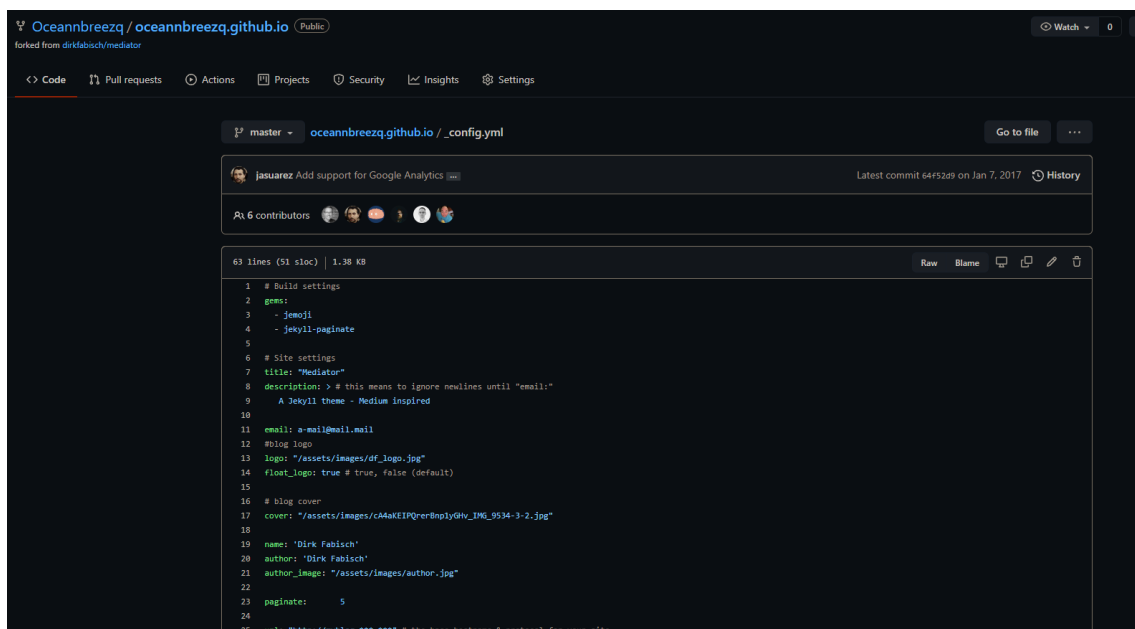 Oceannbreezq / oceannbreezq.github.io Public
Watch 0
forked from dirkfabisch/mediator
<> Code Pull requests Actions Projects Security Insights Settings
master oceannbreezq.github.io / _config.yml Go to file ...
jasuarez Add support for Google Analytics ... Latest commit 64f52d9 on Jan 7, 2017 History
6 contributors
63 lines (51 sloc) | 1.38 KB Raw Blame
1 # Build settings
2 gems:
3 - jemoji
4 - jekyll-paginate
5
6 # Site settings
7 title: "Mediator"
8 description: > # this means to ignore newlines until "email:"
9 A Jekyll theme - Medium inspired
10
11 email: a-mail@mail.mail
12 #blog logo
13 logo: "/assets/images/df_logo.jpg"
14 float_logo: true # true, false (default)
15
16 # blog cover
17 cover: "/assets/images/cA4aKEIPQrerBnp1yGHv_IMG_9534-3-2.jpg"
18
19 name: 'Dirk Fabisch'
20 author: 'Dirk Fabisch'
21 author_image: "/assets/images/author.jpg"
22
23 paginate: 5
24